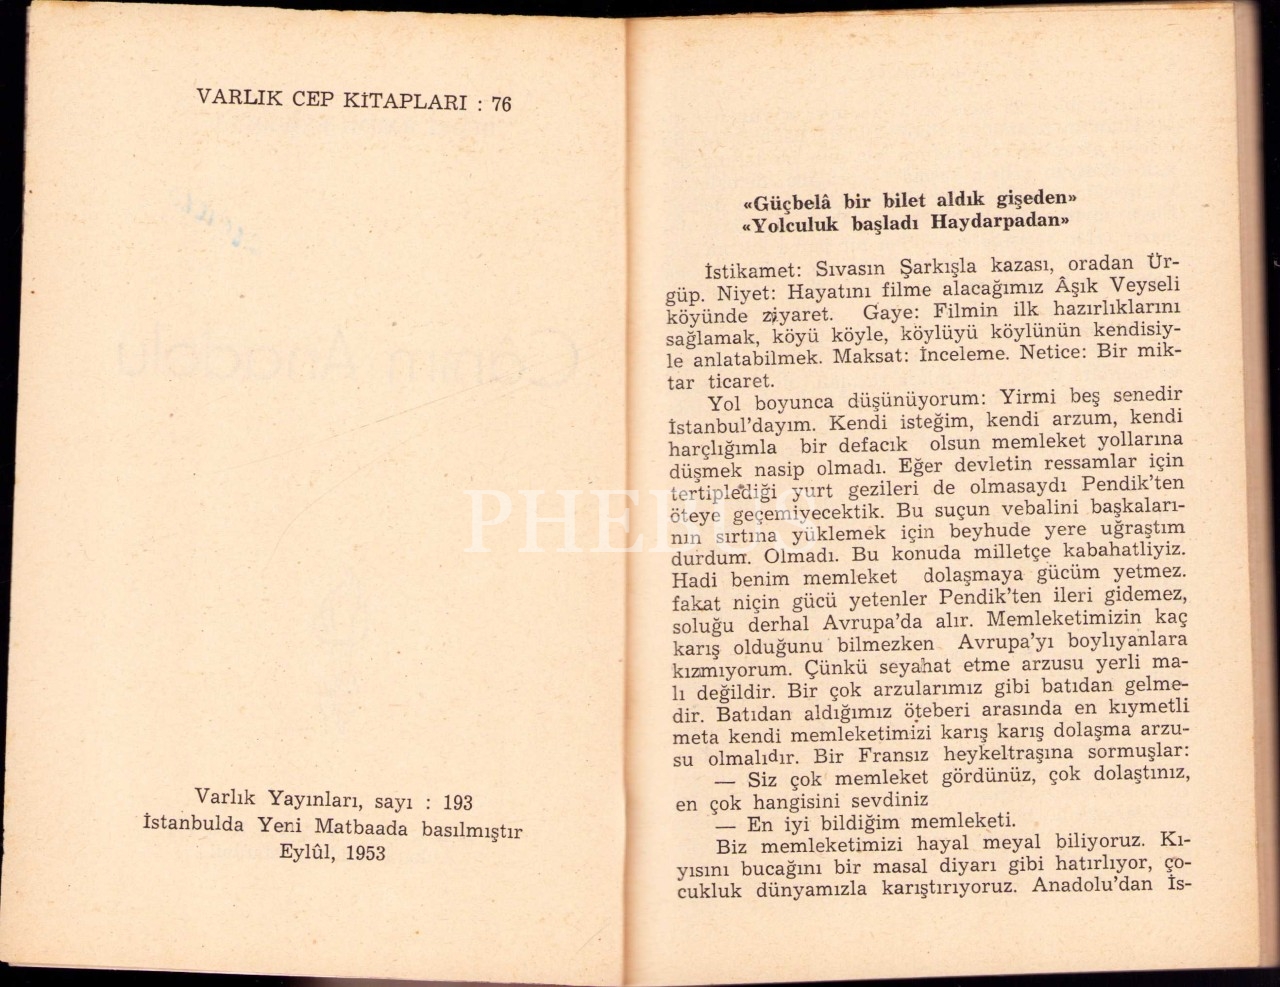 VARLIK CEP KİTAPLARI : 76
Varlık Yayınları, sayı : 193
İstanbulda Yeni Matbaada basılmıştır
Eylûl, 1953
«Güçbelâ bir bilet aldık gişeden»
«Yolculuk başladı Haydarpadan»
İstikamet: Sıvasın Şarkışla kazası, oradan Ür-
güp. Niyet: Hayatını filme alacağımız Âşık Veyseli
köyünde ziyaret. Gaye: Filmin ilk hazırlıklarını
sağlamak, köyü köyle, köylüyü köylünün kendisiy-
le anlatabilmek. Maksat: İnceleme. Netice: Bir mik-
tar ticaret.
Yol boyunca düşünüyorum: Yirmi beş senedir
İstanbul'dayım. Kendi isteğim, kendi arzum, kendi
harçlığımla bir defacık olsun memleket yollarına
düşmek nasip olmadı. Eğer devletin ressamlar için
tertiplediği yurt gezileri de olmasaydı Pendik'ten
öteye geçemiyecektik. Bu suçun vebalini başkaları-
nın sırtına yüklemek için beyhude yere uğraştım
durdum. Olmadı. Bu konuda milletçe kabahatliyiz.
Hadi benim memleket dolaşmaya gücüm yetmez.
fakat niçin gücü yetenler Pendik'ten ileri gidemez,
soluğu derhal Avrupa'da alır. Memleketimizin kaç
karış olduğunu bilmezken Avrupa'yı boylıyanlara
kızmıyorum. Çünkü seyahat etme arzusu yerli ma-
lı değildir. Bir çok arzularımız gibi batıdan gelme-
dir. Batıdan aldığımız öteberi arasında en kıymetli
meta kendi memleketimizi karış karış dolaşma arzu-
su olmalıdır. Bir Fransız heykeltraşına sormuşlar:
— Siz çok memleket gördünüz, çok dolaştınız,
en çok hangisini sevdiniz
— En iyi bildiğim memleketi.
Biz memleketimizi hayal meyal biliyoruz. Kı-
yısını bucağını bir masal diyarı gibi hatırlıyor, ço-
cukluk dünyamızla karıştırıyoruz. Anadolu'dan İs-